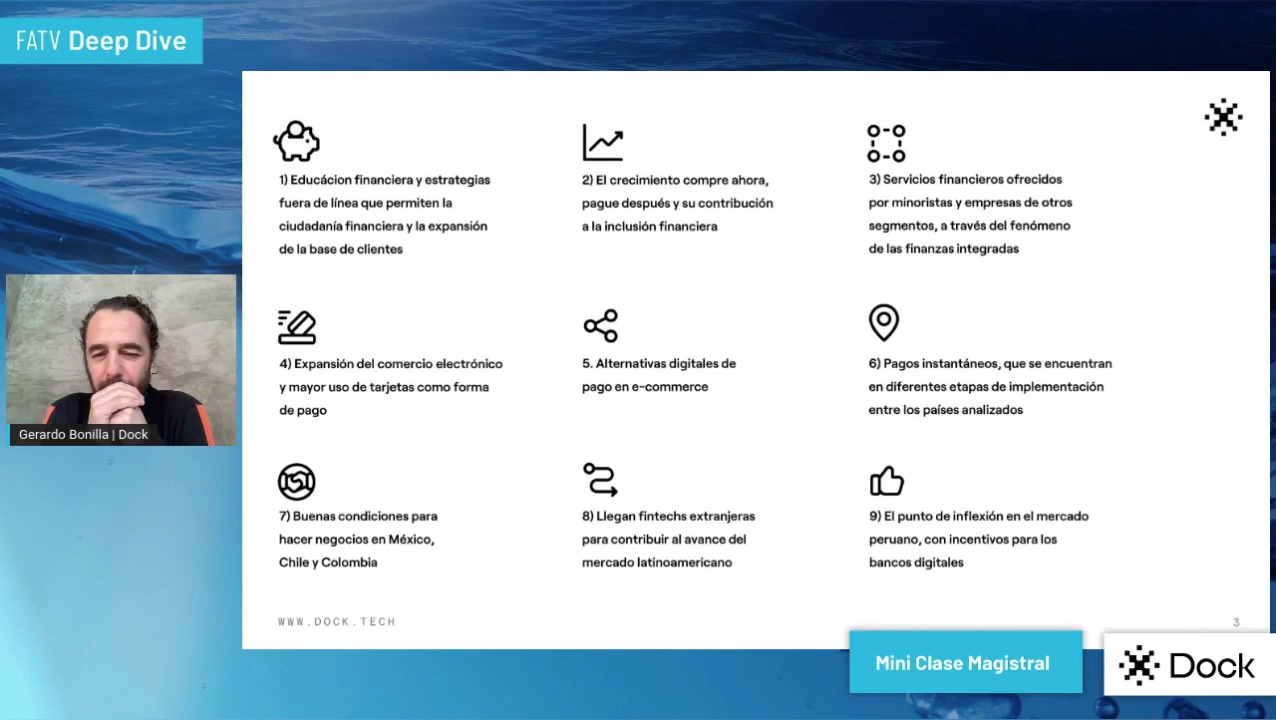 FATV Deep Dive
1) Educácion financiera y estrategias
fuera de línea que permiten la
ciudadanía financiera y la expansión
de la base de clientes
2) El crecimiento compre ahora,
pague después y su contribución
a la inclusión financiera
3) Servicios financieros ofrecidos
por minoristas y empresas de otros
segmentos, a través del fenómeno
de las finanzas integradas
4) Expansión del comercio electrónico
y mayor uso de tarjetas como forma
de pago
5. Alternativas digitales de
pago en e-commerce
6) Pagos instantáneos, que se encuentran
en diferentes etapas de implementación
entre los países analizados
Gerardo Bonilla | Dock
7) Buenas condiciones para
hacer negocios en México,
Chile y Colombia
8) Llegan fintechs extranjeras
para contribuir al avance del
mercado latinoamericano
9) El punto de inflexión en el mercado
peruano, con incentivos para los
bancos digitales
WWW.DOCK.TECH
3
Mini Clase Magistral
Dock